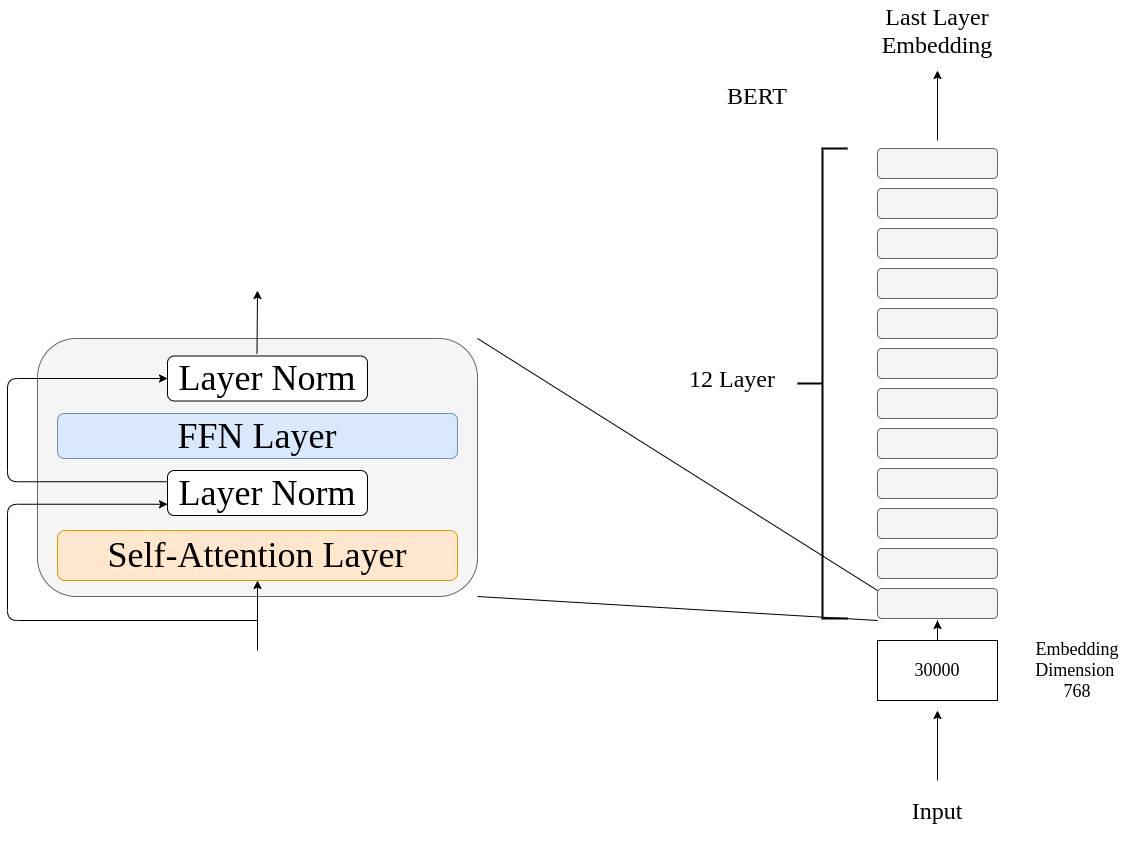 Last Layer
Embedding
BERT
12 Layer
Layer Norm
FFN Layer
Layer Norm
Self-Attention Layer
30000
Embedding
Dimension
768
Input